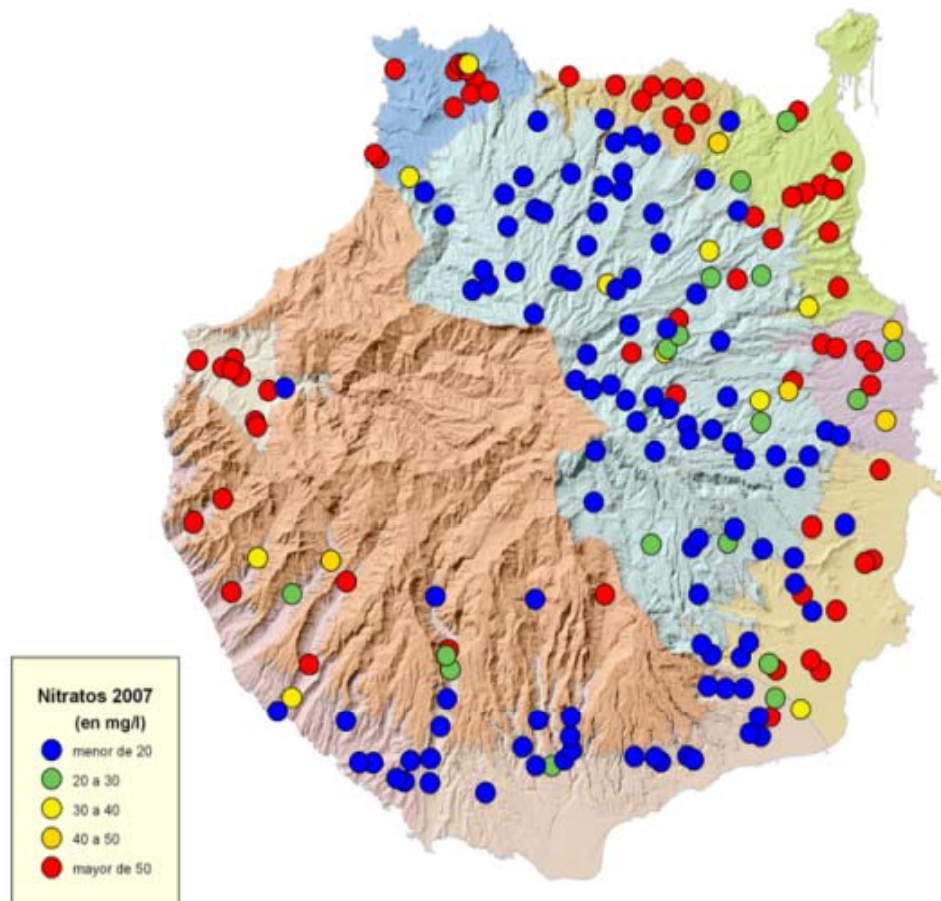 Nitratos 2007
(en mg/l)
menor de 20
20 a 30
30 a 40
40 a 50
mayor de 50